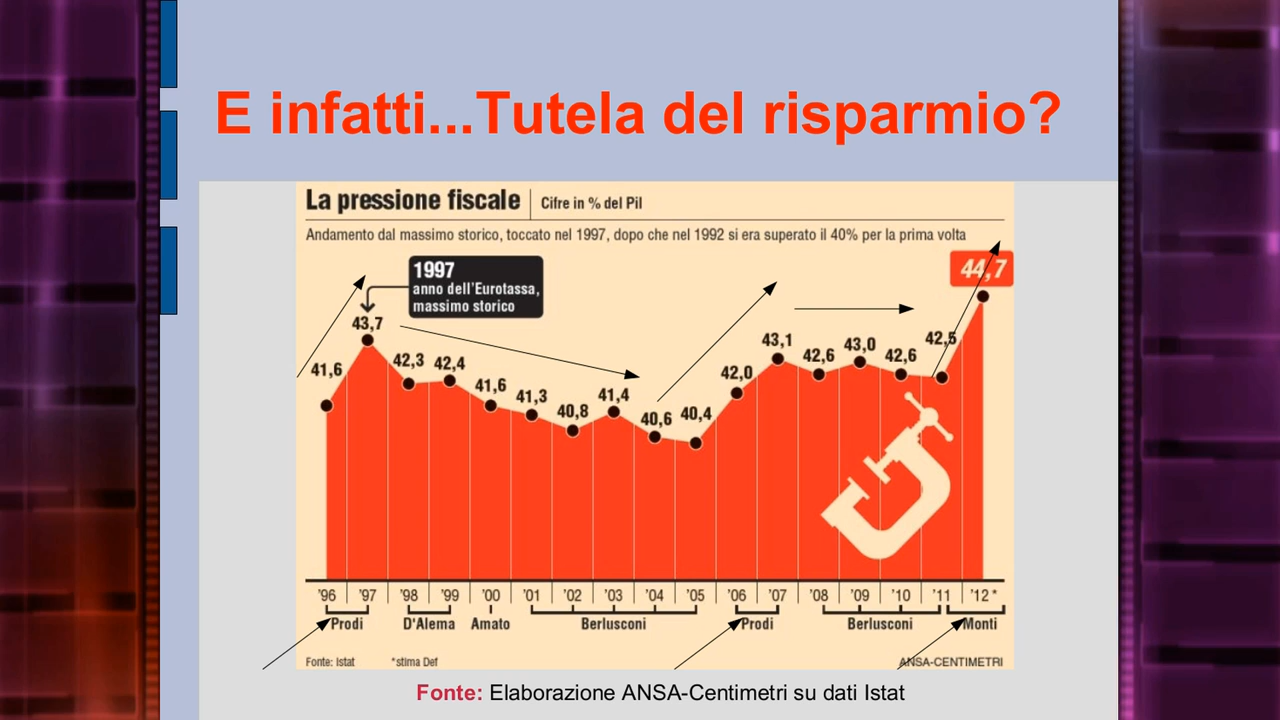 E infatti...Tutela del risparmio?
La pressione fiscale
Cifre in % del Pil
Andamento dal massimo storico, toccato nel 1997, dopo che nel 1992 si era superato il 40% per la prima volta
1997
anno dell'Eurotassa,
massimo storico
44,7
41,6
43,7
42,3
42,4
41,6
41,3
40,8
41,4
40,6
40,4
42,0
43,1
42,6
43,0
42,6
42,5
'96 '97 '98 '99 '00 '01 '02 '03 '04 '05 '06 '07 '08 '09 '10 '11 '12*
Prodi D'Alema Amato Berlusconi Prodi Berlusconi Monti
Fonte: Istat *stima Def ANSA-CENTIMETRI
Fonte: Elaborazione ANSA-Centimetri su dati Istat